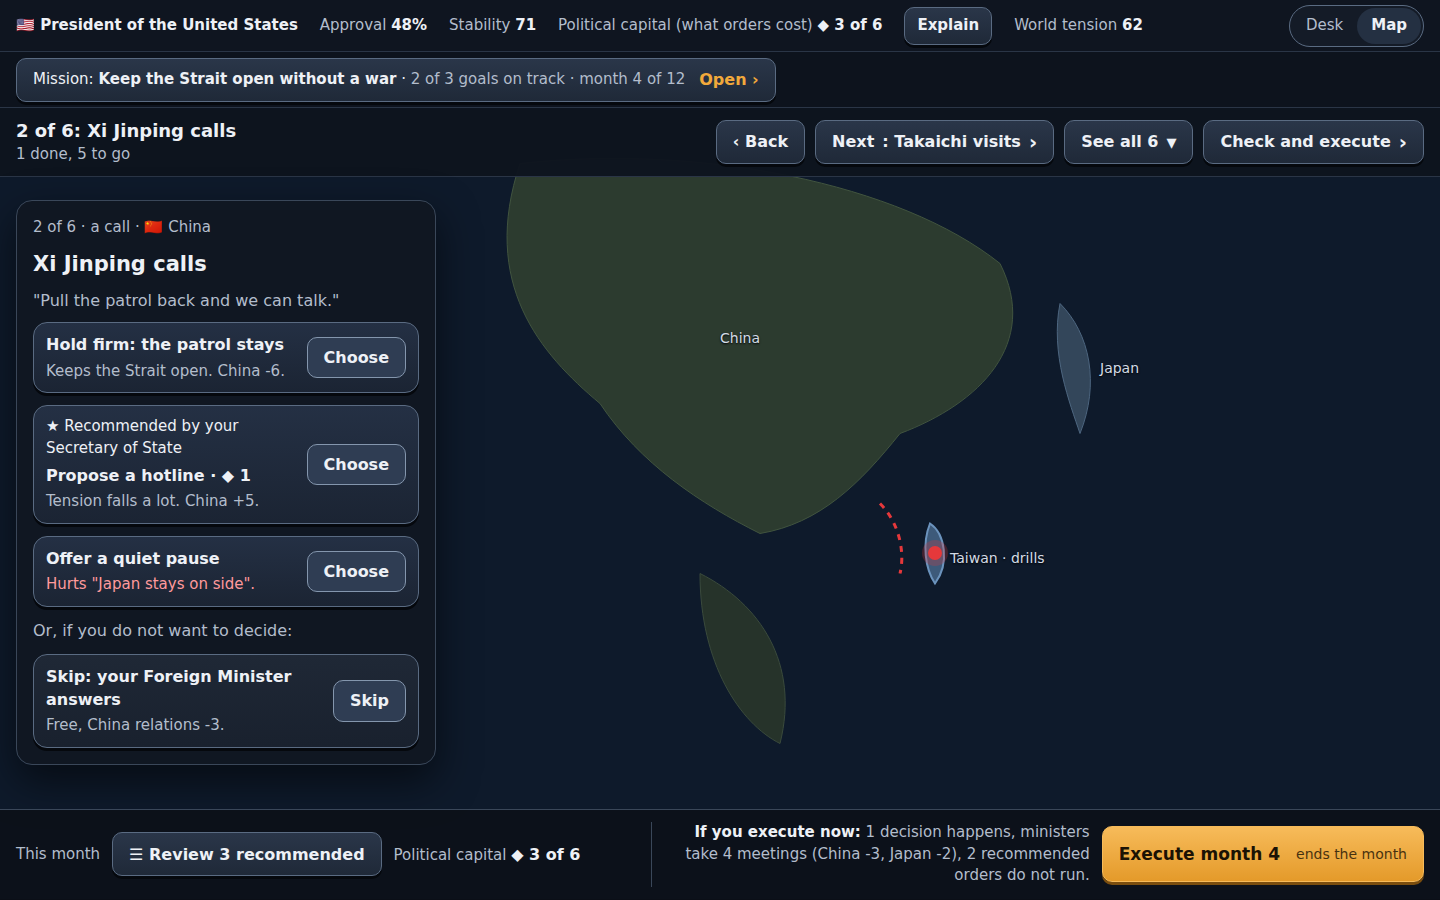 🇺🇸 President of the United States Approval 48% Stability 71 Political capital (what orders cost) ◆ 3 of 6 Explain World tension 62 Desk Map
Mission: Keep the Strait open without a war · 2 of 3 goals on track · month 4 of 12 Open ›
2 of 6: Xi Jinping calls
1 done, 5 to go
‹ Back Next : Takaichi visits › See all 6 ▼ Check and execute ›
2 of 6 · a call · 🇨🇳 China
Xi Jinping calls
"Pull the patrol back and we can talk."
Hold firm: the patrol stays
Keeps the Strait open. China -6.
Choose
★ Recommended by your
Secretary of State
Propose a hotline · ◆ 1
Tension falls a lot. China +5.
Choose
Offer a quiet pause
Hurts "Japan stays on side".
Choose
Or, if you do not want to decide:
Skip: your Foreign Minister
answers
Free, China relations -3.
Skip
China
Japan
Taiwan · drills
This month ☰ Review 3 recommended Political capital ◆ 3 of 6
If you execute now: 1 decision happens, ministers
take 4 meetings (China -3, Japan -2), 2 recommended
orders do not run.
Execute month 4 ends the month